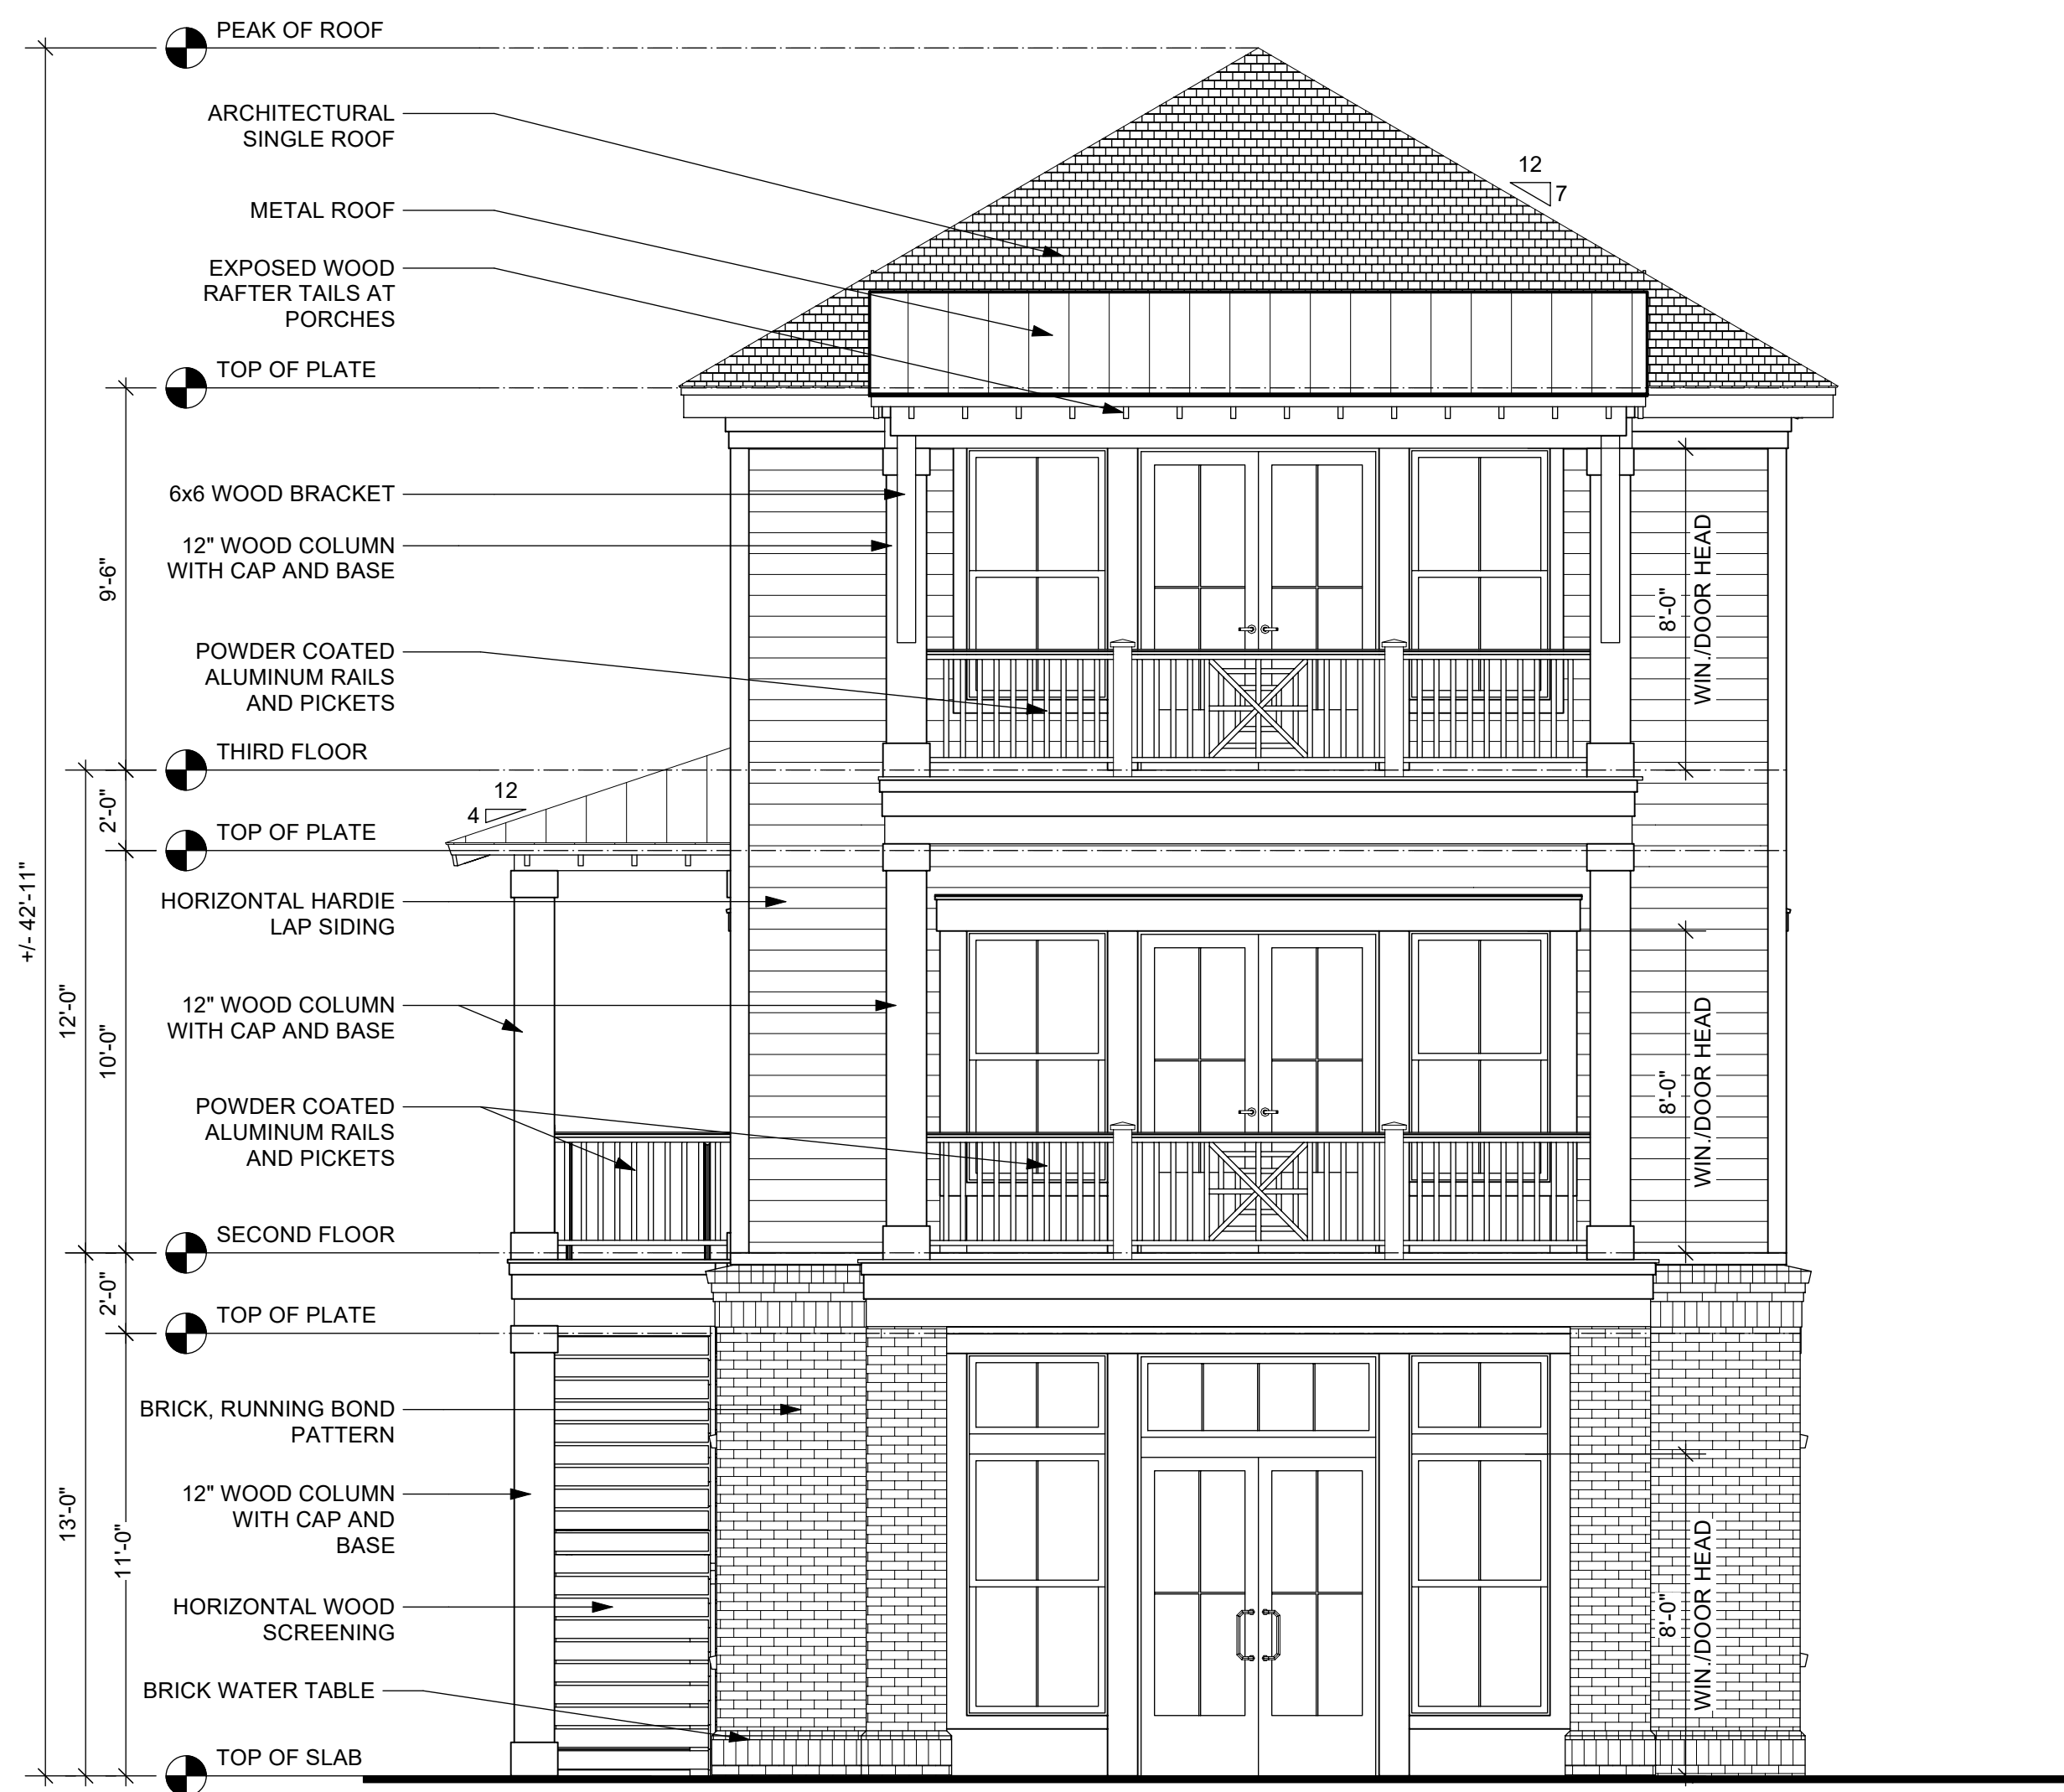 PEAK OF ROOF
ARCHITECTURAL
SINGLE ROOF
12
7
METAL ROOF
EXPOSED WOOD
RAFTER TAILS AT
PORCHES
TOP OF PLATE
6x6 WOOD BRACKET
12" WOOD COLUMN
WITH CAP AND BASE
9'-6"
8'-0"
WIN./DOOR HEAD
POWDER COATED
ALUMINUM RAILS
AND PICKETS
THIRD FLOOR
12
4
2'-0"
TOP OF PLATE
+/- 42'-11"
HORIZONTAL HARDIE
LAP SIDING
12'-0"
10'-0"
12" WOOD COLUMN
WITH CAP AND BASE
8'-0"
WIN./DOOR HEAD
POWDER COATED
ALUMINUM RAILS
AND PICKETS
SECOND FLOOR
2'-0"
TOP OF PLATE
BRICK, RUNNING BOND
PATTERN
13'-0"
11'-0"
12" WOOD COLUMN
WITH CAP AND
BASE
8'-0"
WIN./DOOR HEAD
HORIZONTAL WOOD
SCREENING
BRICK WATER TABLE
TOP OF SLAB